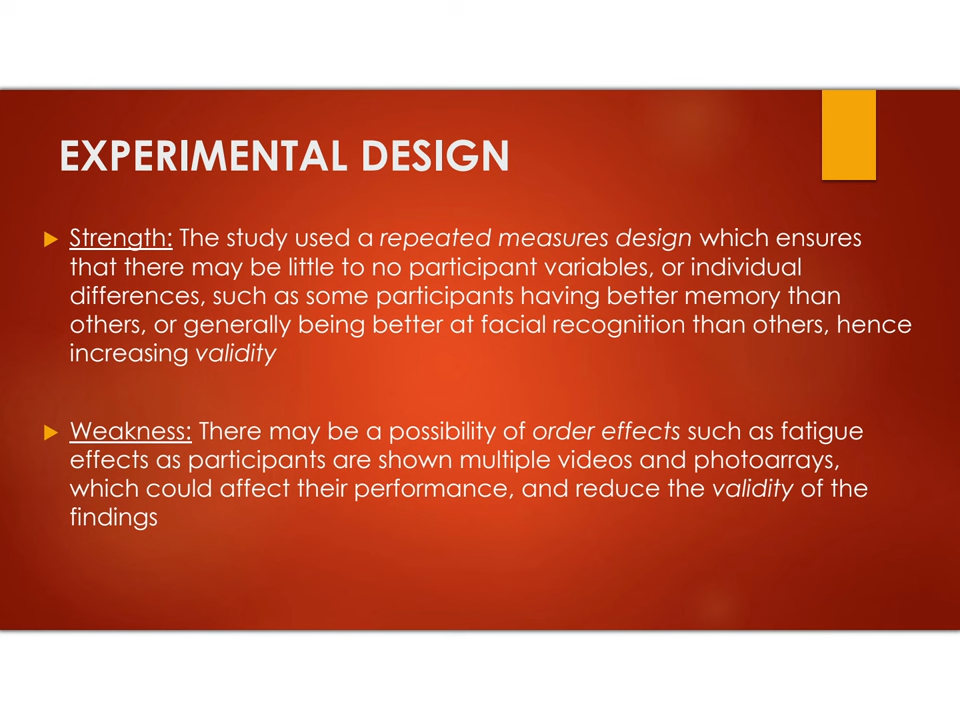 EXPERIMENTAL DESIGN
Strength: The study used a repeated measures design which ensures
that there may be little to no participant variables, or individual
differences, such as some participants having better memory than
others, or generally being better at facial recognition than others, hence
increasing validity
Weakness: There may be a possibility of order effects such as fatigue
effects as participants are shown multiple videos and photoarrays,
which could affect their performance, and reduce the validity of the
findings